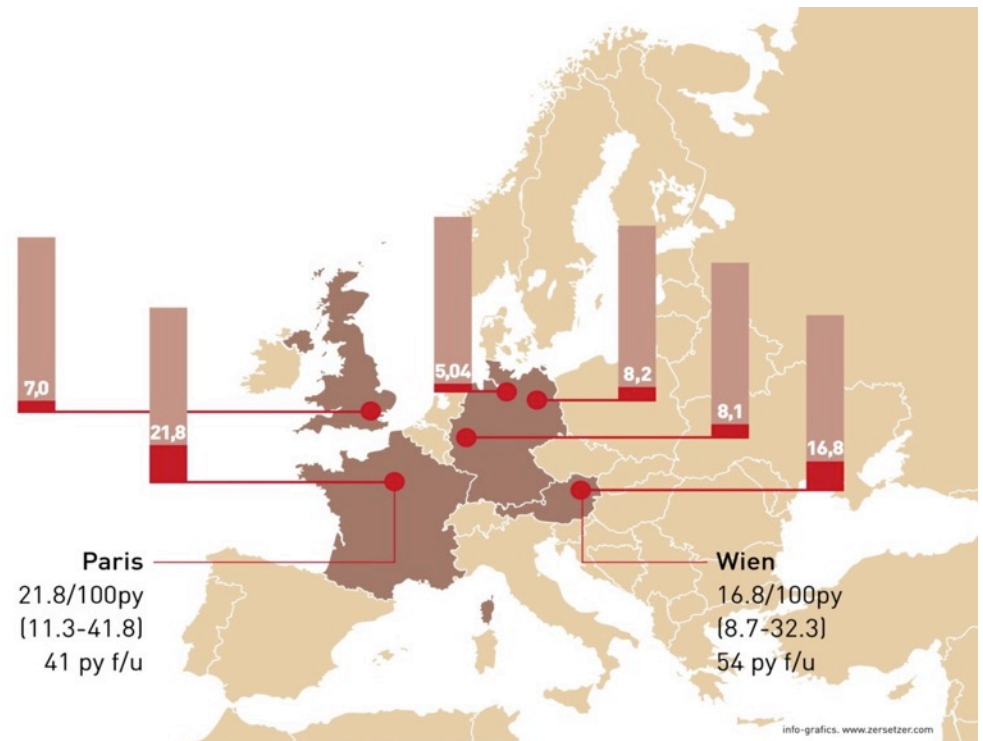 7,0
21,8
5,04
8,2
8,1
16,8
Paris
21.8/100py
(11.3-41.8)
41 py f/u
Wien
16.8/100py
(8.7-32.3)
54 py f/u
info-grafics. www.zersetzer.com